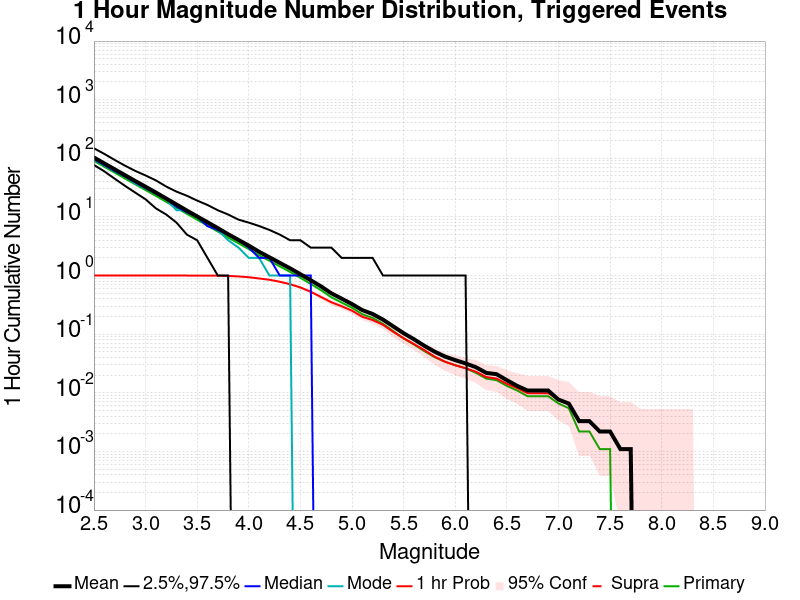 1 Hour Magnitude Number Distribution, Triggered Events
10^4
10^3
10^2
10^1
10^0
10^-1
10^-2
10^-3
10^-4
1 Hour Cumulative Number
2.5 3.0 3.5 4.0 4.5 5.0 5.5 6.0 6.5 7.0 7.5 8.0 8.5 9.0
Magnitude
Mean 2.5%,97.5% Median Mode 1 hr Prob 95% Conf Supra Primary